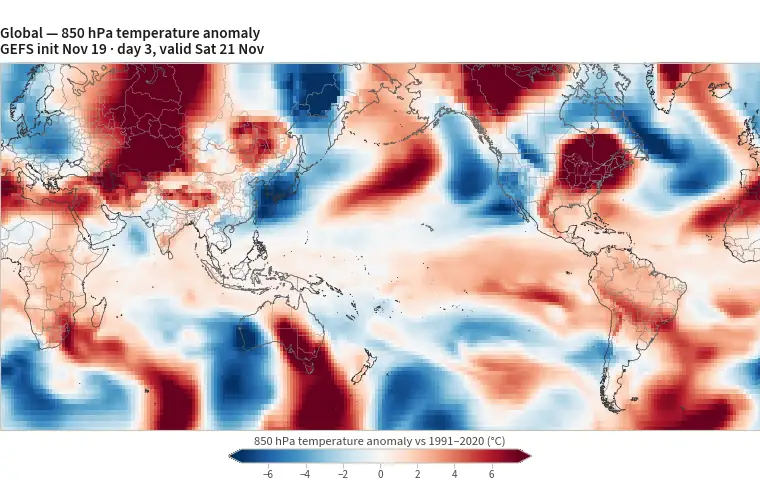 Global — 850 hPa temperature anomaly
GEFS init Nov 19 · day 3, valid Sat 21 Nov
850 hPa temperature anomaly vs 1991–2020 (°C)
−6 −4 −2 0 2 4 6